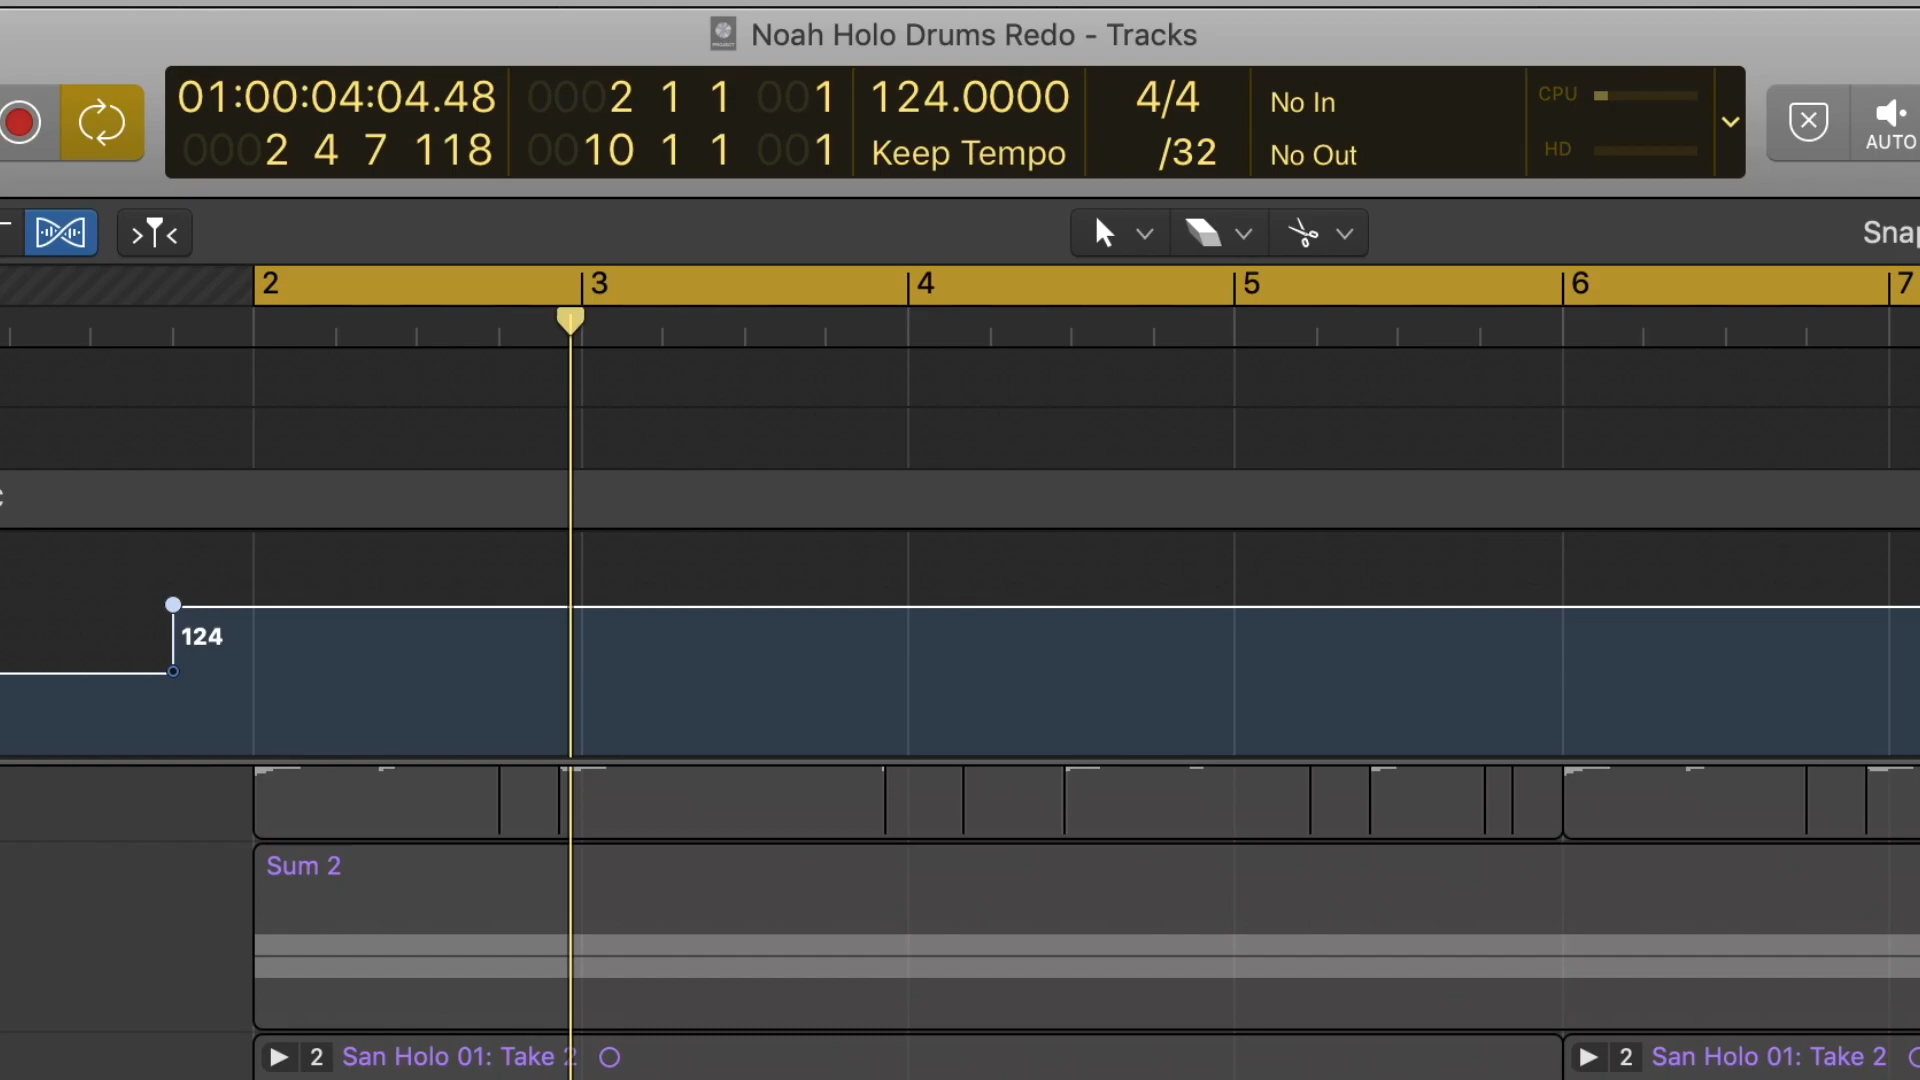 Noah Holo Drums Redo - Tracks
01:00:04:04.48 0002 1 1 001 124.0000 4/4 No In CPU
0002 4 7 118 0010 1 1 001 Keep Tempo /32 No Out HD
AUTO
Snap
2 3 4 5 6 7
124
Sum 2
2 San Holo 01: Take 2 2 San Holo 01: Take 2